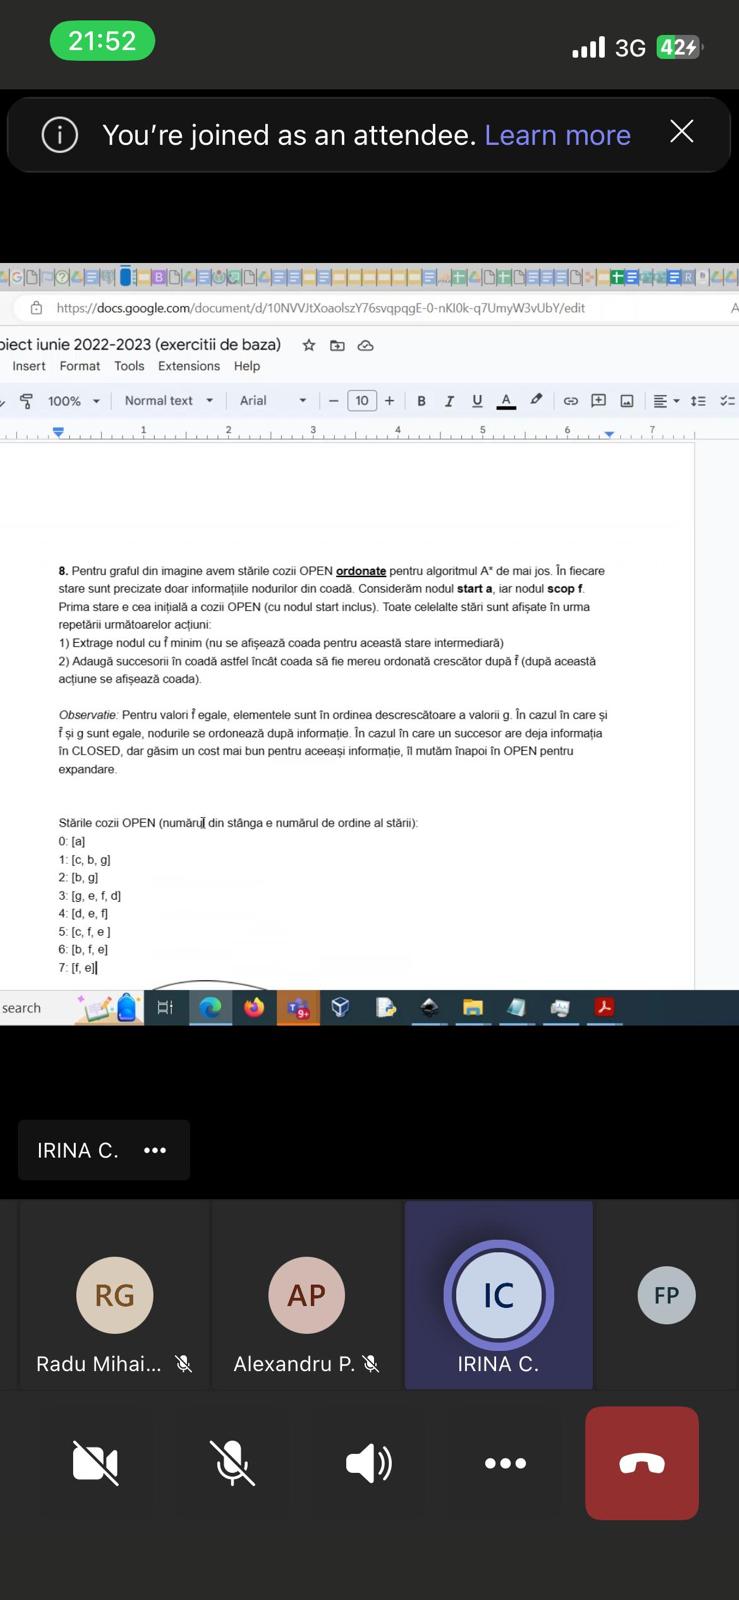 21:52
3G
42
You're joined as an attendee. Learn more
https://docs.google.com/document/d/10NVVJtXoaolszY76svqpqgE-0-nKI0k-q7UmyW3vUbY/edit
oiect iunie 2022-2023 (exercitii de baza)
Insert Format Tools Extensions Help
100% Normal text Arial − 10 + B I U A
1 2 3 4 5 6 7
8. Pentru graful din imagine avem stările cozii OPEN ordonate pentru algoritmul A* de mai jos. În fiecare
stare sunt precizate doar informațiile nodurilor din coadă. Considerăm nodul start a, iar nodul scop f.
Prima stare e cea inițială a cozii OPEN (cu nodul start inclus). Toate celelalte stări sunt afișate în urma
repetării următoarelor acțiuni:
1) Extrage nodul cu f̂ minim (nu se afișează coada pentru această stare intermediară)
2) Adaugă succesorii în coadă astfel încât coada să fie mereu ordonată crescător după f̂ (după această
acțiune se afișează coada).
Observatie: Pentru valori f̂ egale, elementele sunt în ordinea descrescătoare a valorii g. În cazul în care și
f̂ și g sunt egale, nodurile se ordonează după informație. În cazul în care un succesor are deja informația
în CLOSED, dar găsim un cost mai bun pentru aceeași informație, îl mutăm înapoi în OPEN pentru
expandare.
Stările cozii OPEN (numărul din stânga e numărul de ordine al stării):
0: [a]
1: [c, b, g]
2: [b, g]
3: [g, e, f, d]
4: [d, e, f]
5: [c, f, e ]
6: [b, f, e]
7: [f, e]
search
9+
IRINA C.
RG
AP
IC
FP
Radu Mihai...
Alexandru P.
IRINA C.